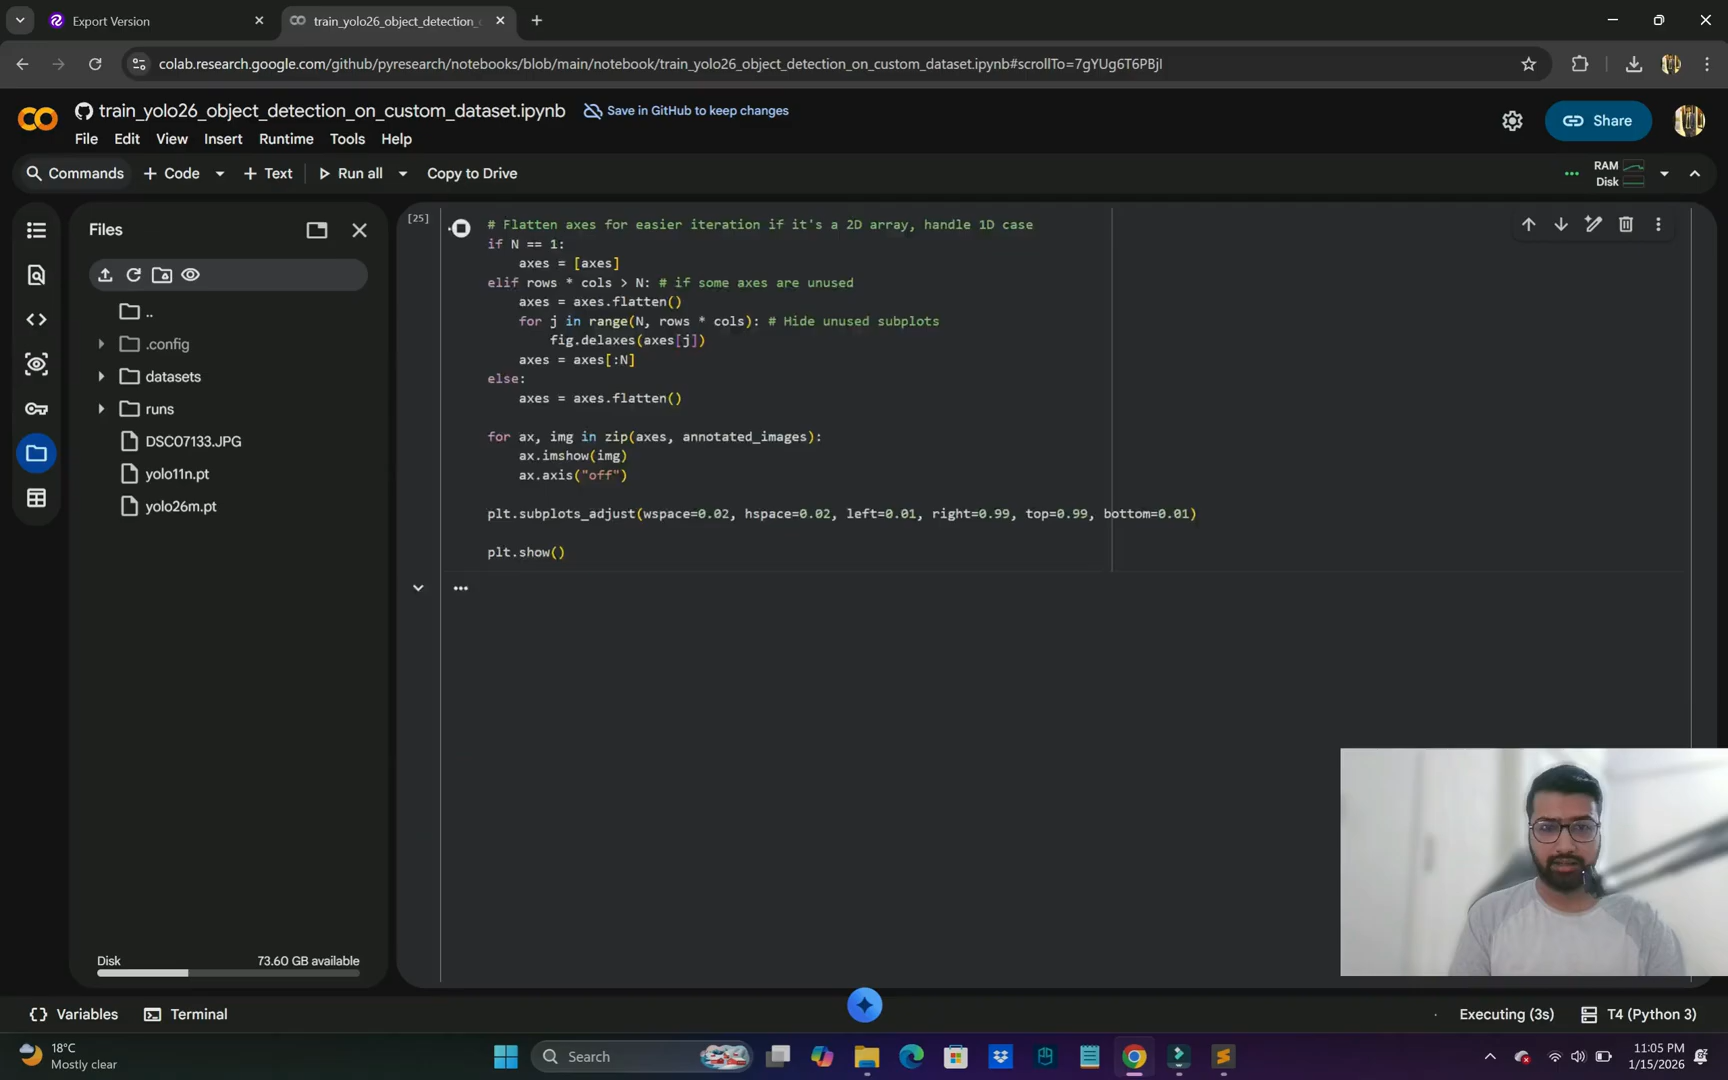 Export Version
train_yolo26_object_detection_
colab.research.google.com/github/pyresearch/notebooks/blob/main/notebook/train_yolo26_object_detection_on_custom_dataset.ipynb#scrollTo=7gYUg6T6PBjI
train_yolo26_object_detection_on_custom_dataset.ipynb
Save in GitHub to keep changes
Share
File Edit View Insert Runtime Tools Help
Commands + Code + Text Run all Copy to Drive
RAM
Disk
Files
..
.config
datasets
runs
DSC07133.JPG
yolo11n.pt
yolo26m.pt
Disk 73.60 GB available
[25]
# Flatten axes for easier iteration if it's a 2D array, handle 1D case
if N == 1:
    axes = [axes]
elif rows * cols > N: # if some axes are unused
    axes = axes.flatten()
    for j in range(N, rows * cols): # Hide unused subplots
        fig.delaxes(axes[j])
    axes = axes[:N]
else:
    axes = axes.flatten()
for ax, img in zip(axes, annotated_images):
    ax.imshow(img)
    ax.axis("off")
plt.subplots_adjust(wspace=0.02, hspace=0.02, left=0.01, right=0.99, top=0.99, bottom=0.01)
plt.show()
Variables Terminal
Executing (3s) T4 (Python 3)
18°C
Mostly clear
Search
11:05 PM
1/15/2026